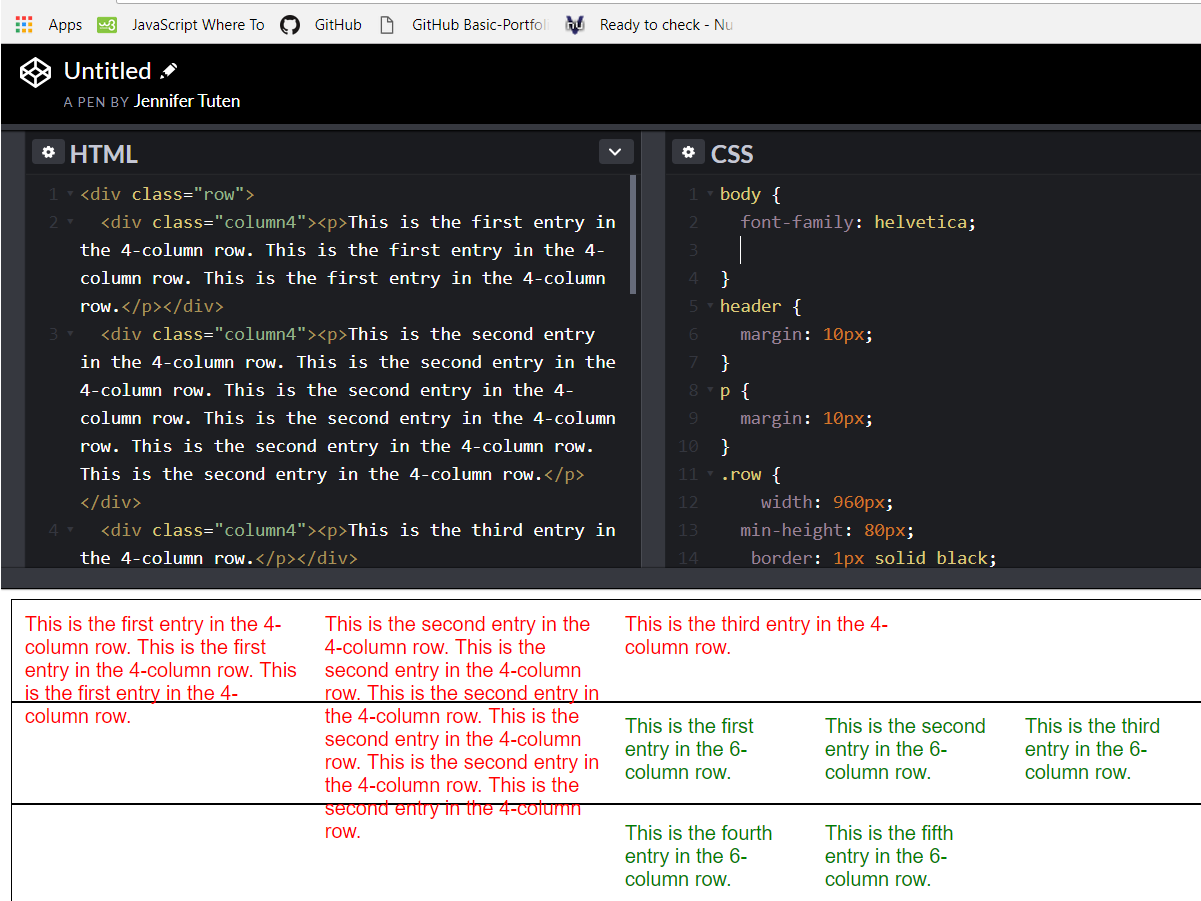 Apps JavaScript Where To GitHub GitHub Basic-Portfoli Ready to check - Nu
Untitled
A PEN BY Jennifer Tuten
HTML
1 <div class="row">
2 <div class="column4"><p>This is the first entry in
the 4-column row. This is the first entry in the 4-
column row. This is the first entry in the 4-column
row.</p></div>
3 <div class="column4"><p>This is the second entry
in the 4-column row. This is the second entry in the
4-column row. This is the second entry in the 4-
column row. This is the second entry in the 4-column
row. This is the second entry in the 4-column row.
This is the second entry in the 4-column row.</p>
</div>
4 <div class="column4"><p>This is the third entry in
the 4-column row.</p></div>
CSS
1 body {
2 font-family: helvetica;
3
4 }
5 header {
6 margin: 10px;
7 }
8 p {
9 margin: 10px;
10 }
11 .row {
12 width: 960px;
13 min-height: 80px;
14 border: 1px solid black;
This is the first entry in the 4-
column row. This is the first
entry in the 4-column row. This
is the first entry in the 4-
column row.
This is the second entry in the
4-column row. This is the
second entry in the 4-column
row. This is the second entry in
the 4-column row. This is the
second entry in the 4-column
row. This is the second entry in
the 4-column row. This is the
second entry in the 4-column
row.
This is the third entry in the 4-
column row.
This is the first
entry in the 6-
column row.
This is the second
entry in the 6-
column row.
This is the third
entry in the 6-
column row.
This is the fourth
entry in the 6-
column row.
This is the fifth
entry in the 6-
column row.